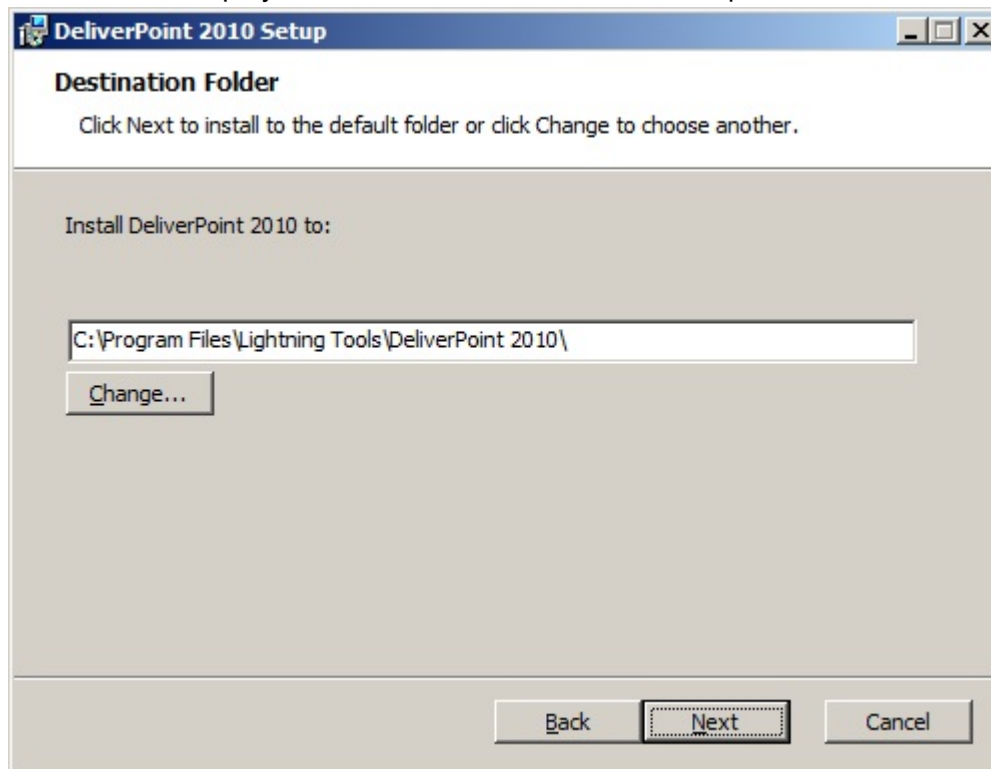 DeliverPoint 2010 Setup
Destination Folder
Click Next to install to the default folder or click Change to choose another.
Install DeliverPoint 2010 to:
C:\Program Files\Lightning Tools\DeliverPoint 2010\
Change...
Back Next Cancel